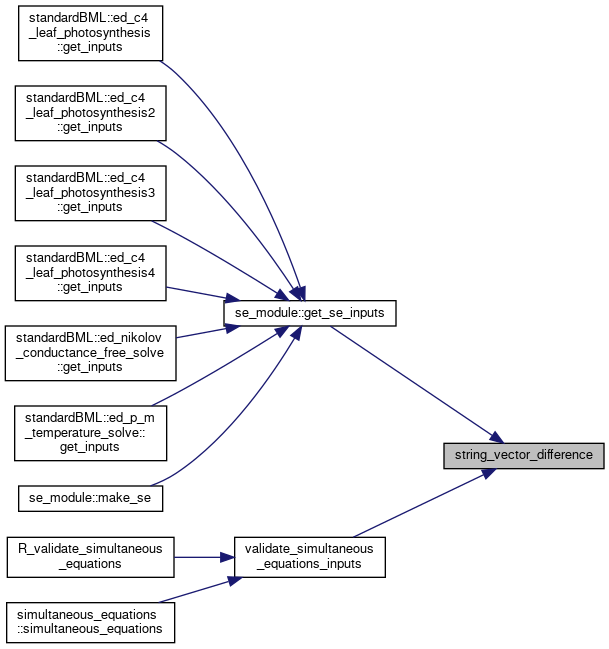 standardBML::ed_c4
_leaf_photosynthesis
::get_inputs
standardBML::ed_c4
_leaf_photosynthesis2
::get_inputs
standardBML::ed_c4
_leaf_photosynthesis3
::get_inputs
standardBML::ed_c4
_leaf_photosynthesis4
::get_inputs
se_module::get_se_inputs
standardBML::ed_nikolov
_conductance_free_solve
::get_inputs
standardBML::ed_p_m
_temperature_solve::
get_inputs
string_vector_difference
se_module::make_se
R_validate_simultaneous
_equations
validate_simultaneous
_equations_inputs
simultaneous_equations
::simultaneous_equations